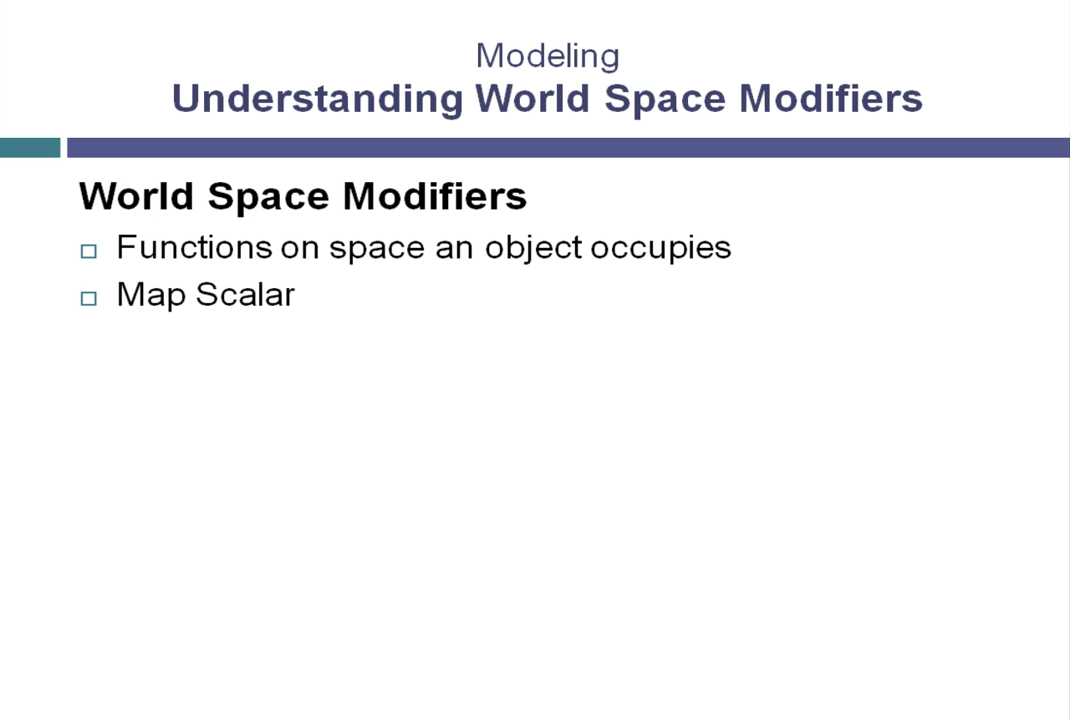 Modeling
Understanding World Space Modifiers
World Space Modifiers
Functions on space an object occupies
Map Scalar